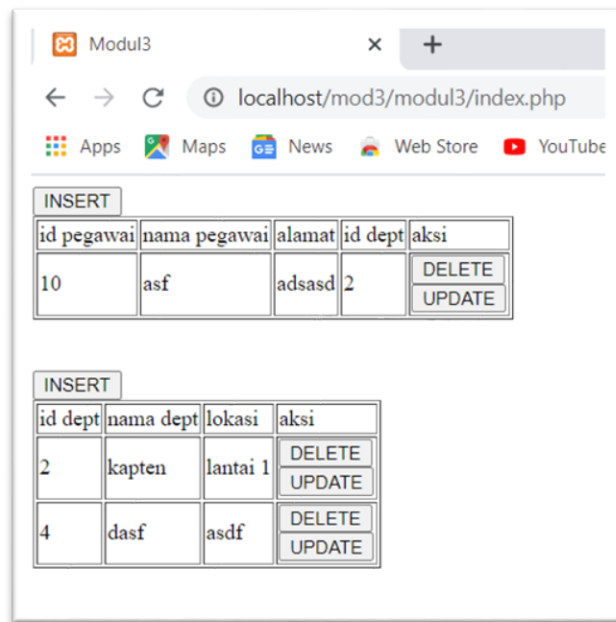 Modul3
localhost/mod3/modul3/index.php
Apps Maps News Web Store YouTube
INSERT
id pegawai nama pegawai alamat id dept aksi
10 asf adsasd 2 DELETE
UPDATE
INSERT
id dept nama dept lokasi aksi
2 kapten lantai 1 DELETE
UPDATE
4 dasf asdf DELETE
UPDATE